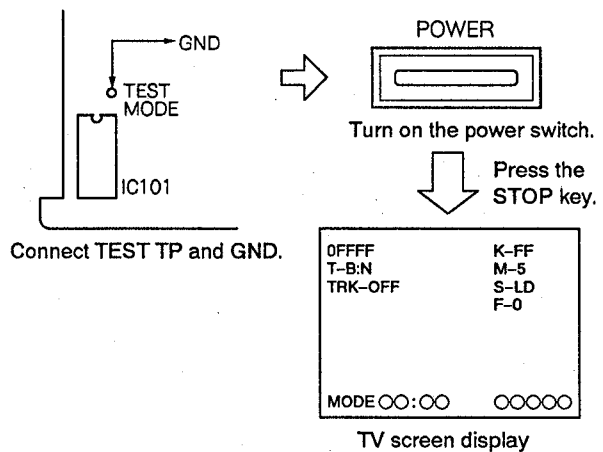 GND
TEST
MODE
IC101
Connect TEST TP and GND.
POWER
Turn on the power switch.
Press the
STOP key.
0FFFF K–FF
T–B:N M–5
TRK–OFF S–LD
F–0
MODE ○○:○○ ○○○○○
TV screen display